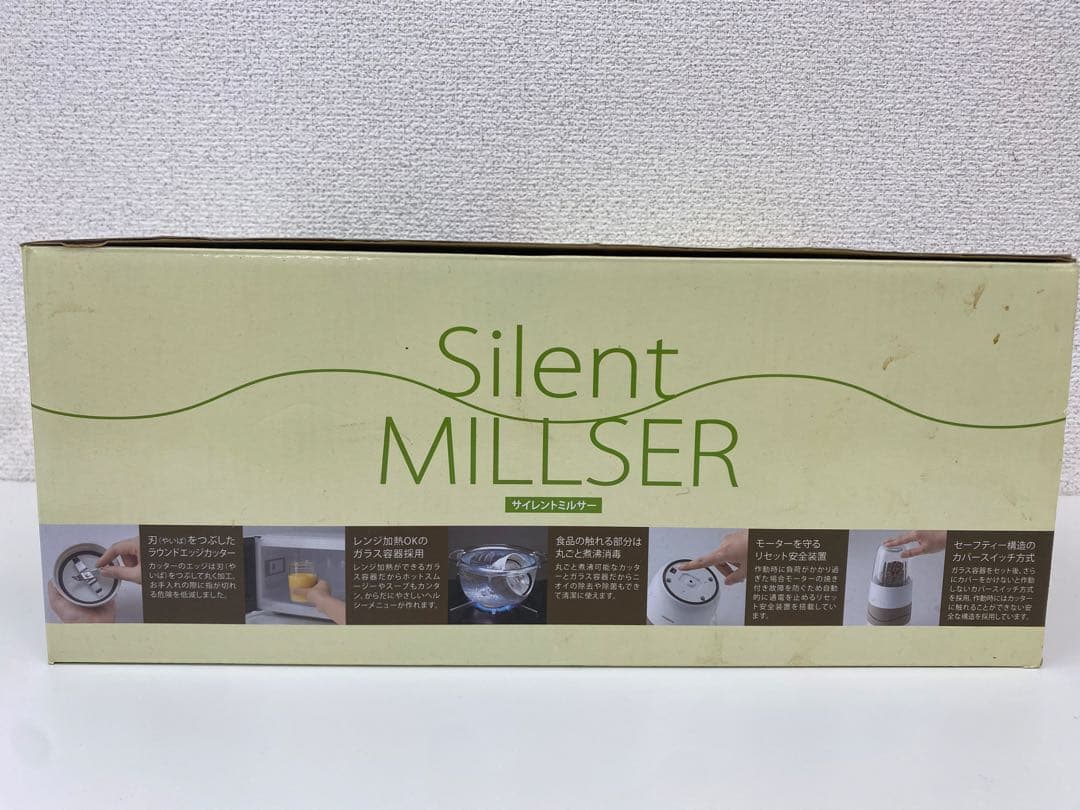 Silent
MILLSER
サイレントミルサー
刃(やいば)をつぶした
ラウンドエッジカッター
カッターのエッジは刃(や
いば)をつぶして丸く加工。
お手入れの際に指が切れ
る危険を低減しました。
レンジ加熱OKの
ガラス容器採用
レンジ加熱ができるガラ
ス容器だからホットスム
ージーやスープもカンタ
ン。からだにやさしいヘル
シーメニューが作れます。
食品の触れる部分は
丸ごと煮沸消毒
丸ごと煮沸可能なカッタ
ーとガラス容器だからニ
オイの除去や除菌もでき
て清潔に使えます。
モーターを守る
リセット安全装置
作動時に負荷がかかり過
ぎた場合モーターの焼き
付き故障を防ぐため自動
的に通電を止めるリセッ
ト安全装置を搭載してい
ます。
セーフティー構造の
カバースイッチ方式
ガラス容器をセット後、さら
にカバーをかけないと作動
しないカバースイッチ方式
を採用。作動時にはカッター
に触れることができない安
全な構造を採用しています。